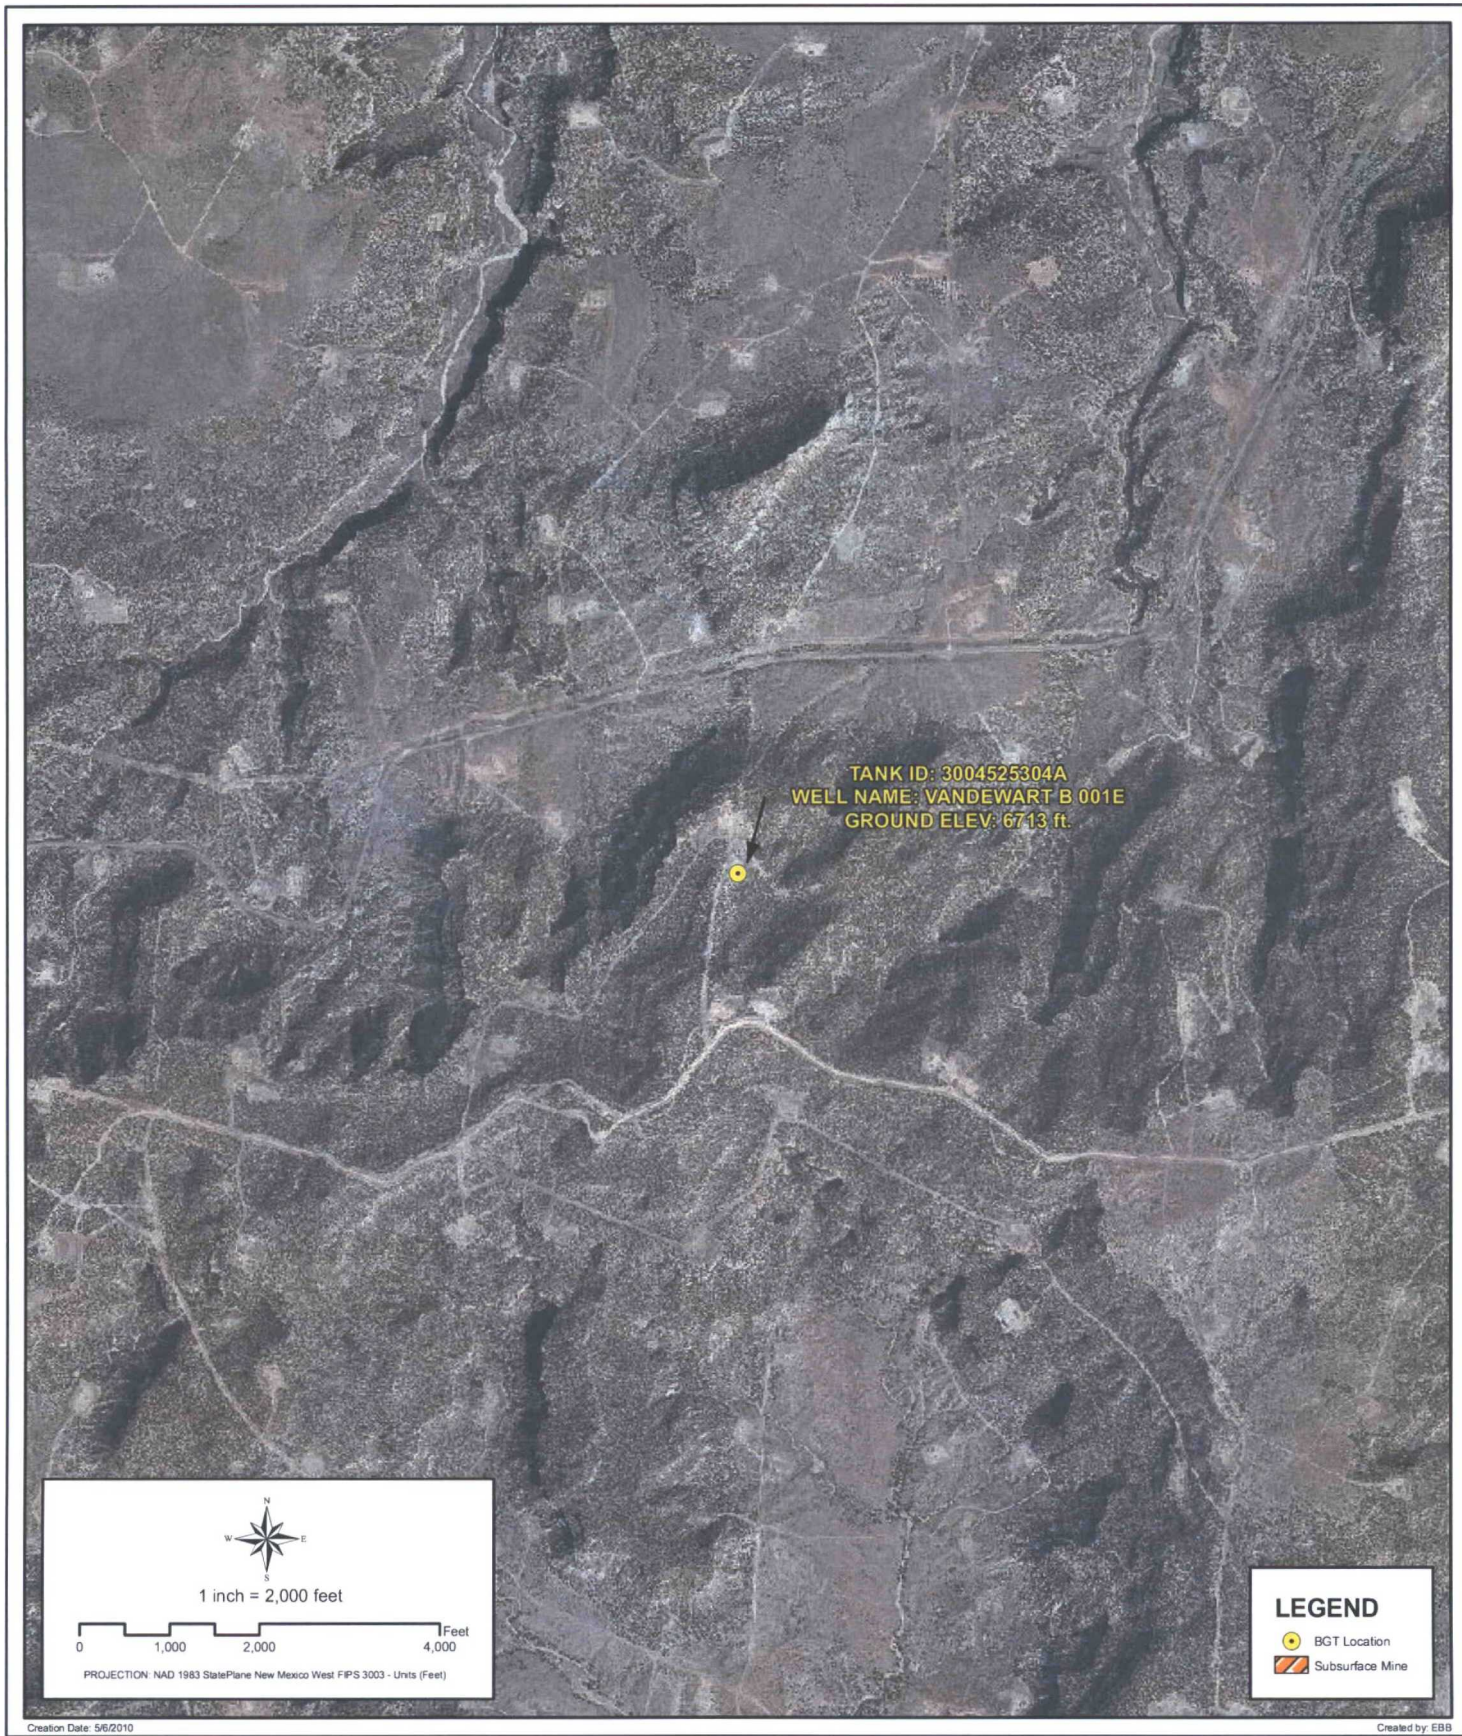 TANK ID: 3004525304A
WELL NAME: VANDEWART B 001E
GROUND ELEV: 6713 ft.
N
W E
S
1 inch = 2,000 feet
Feet
0 1,000 2,000 4,000
PROJECTION: NAD 1983 StatePlane New Mexico West FIPS 3003 - Units (Feet)
LEGEND
BGT Location
Subsurface Mine
Creation Date: 5/6/2010
Created by: EBB